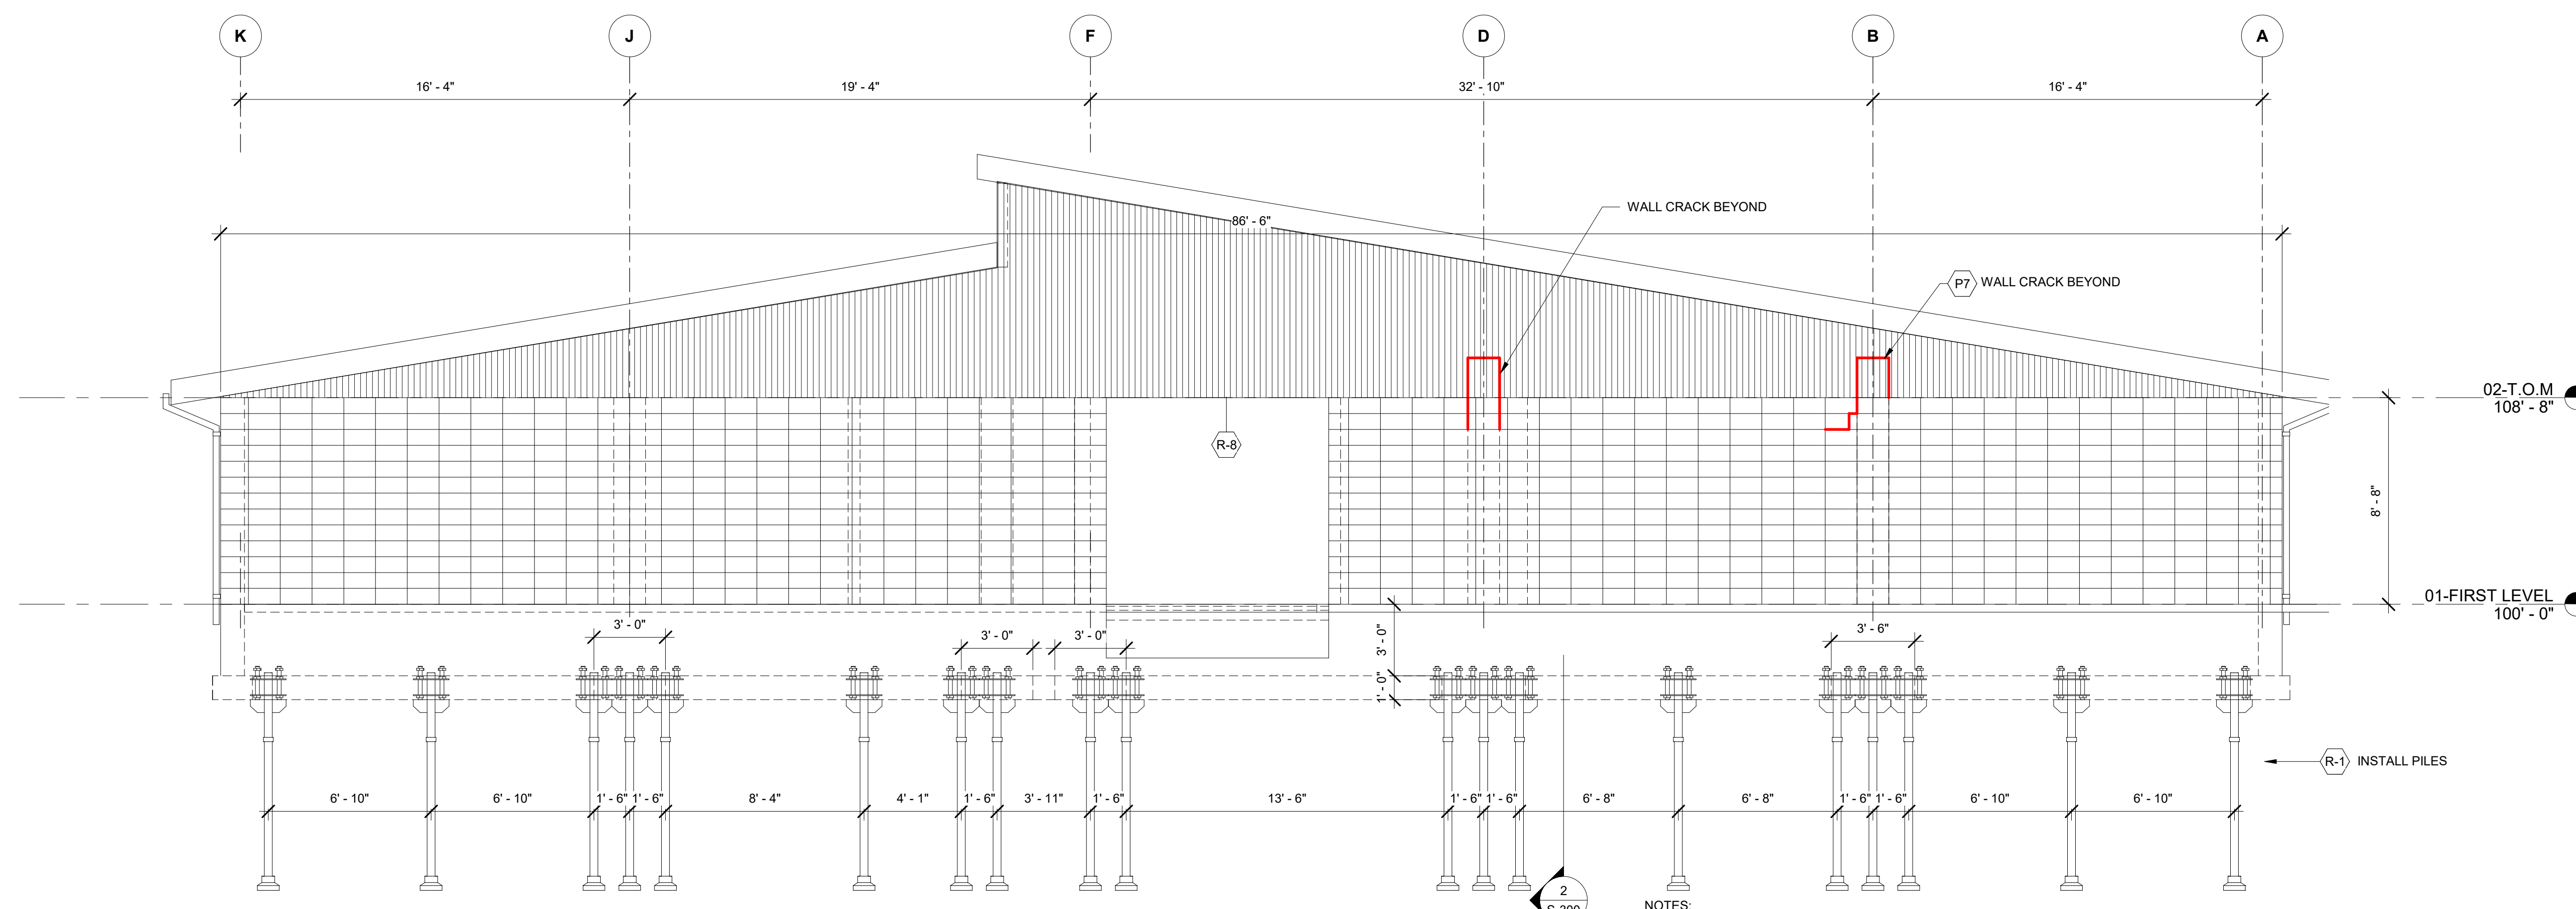 K
J
F
D
B
A
16' - 4"
19' - 4"
32' - 10"
16' - 4"
WALL CRACK BEYOND
86' - 6"
P7
WALL CRACK BEYOND
02-T.O.M
108' - 8"
R-8
8' - 8"
01-FIRST LEVEL
100' - 0"
3' - 0"
3' - 0"
3' - 0"
3' - 0"
3' - 6"
1' - 0"
R-1
INSTALL PILES
6' - 10"
6' - 10"
1' - 6"
1' - 6"
8' - 4"
4' - 1"
1' - 6"
3' - 11"
1' - 6"
13' - 6"
1' - 6"
1' - 6"
6' - 8"
6' - 8"
1' - 6"
1' - 6"
6' - 10"
6' - 10"
2
S-300
NOTES: